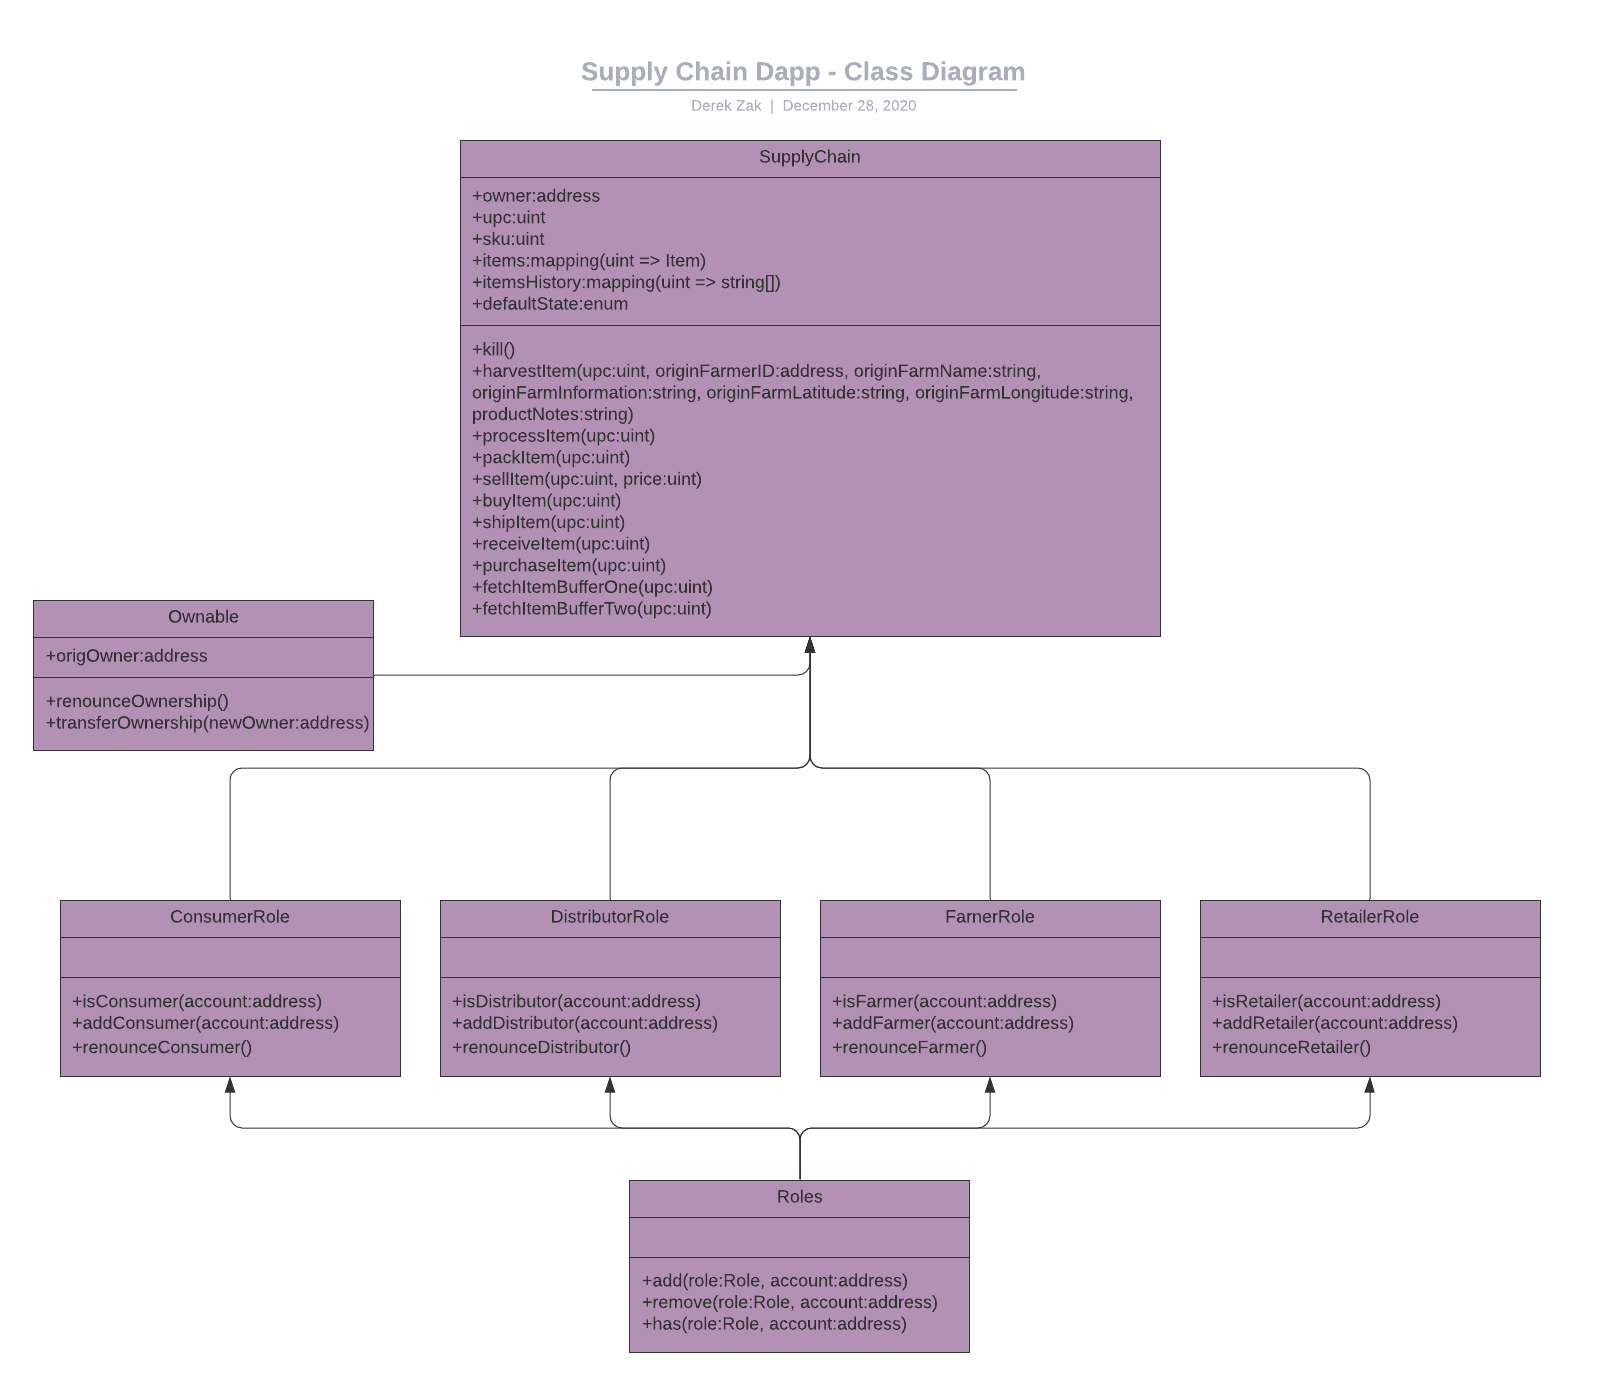 Supply Chain Dapp - Class Diagram
Derek Zak | December 28, 2020
SupplyChain
+owner:address
+upc:uint
+sku:uint
+items:mapping(uint => Item)
+itemsHistory:mapping(uint => string[])
+defaultState:enum
+kill()
+harvestItem(upc:uint, originFarmerID:address, originFarmName:string,
originFarmInformation:string, originFarmLatitude:string, originFarmLongitude:string,
productNotes:string)
+processItem(upc:uint)
+packItem(upc:uint)
+sellItem(upc:uint, price:uint)
+buyItem(upc:uint)
+shipItem(upc:uint)
+receiveItem(upc:uint)
+purchaseItem(upc:uint)
+fetchItemBufferOne(upc:uint)
+fetchItemBufferTwo(upc:uint)
Ownable
+origOwner:address
+renounceOwnership()
+transferOwnership(newOwner:address)
ConsumerRole
+isConsumer(account:address)
+addConsumer(account:address)
+renounceConsumer()
DistributorRole
+isDistributor(account:address)
+addDistributor(account:address)
+renounceDistributor()
FarnerRole
+isFarmer(account:address)
+addFarmer(account:address)
+renounceFarmer()
RetailerRole
+isRetailer(account:address)
+addRetailer(account:address)
+renounceRetailer()
Roles
+add(role:Role, account:address)
+remove(role:Role, account:address)
+has(role:Role, account:address)